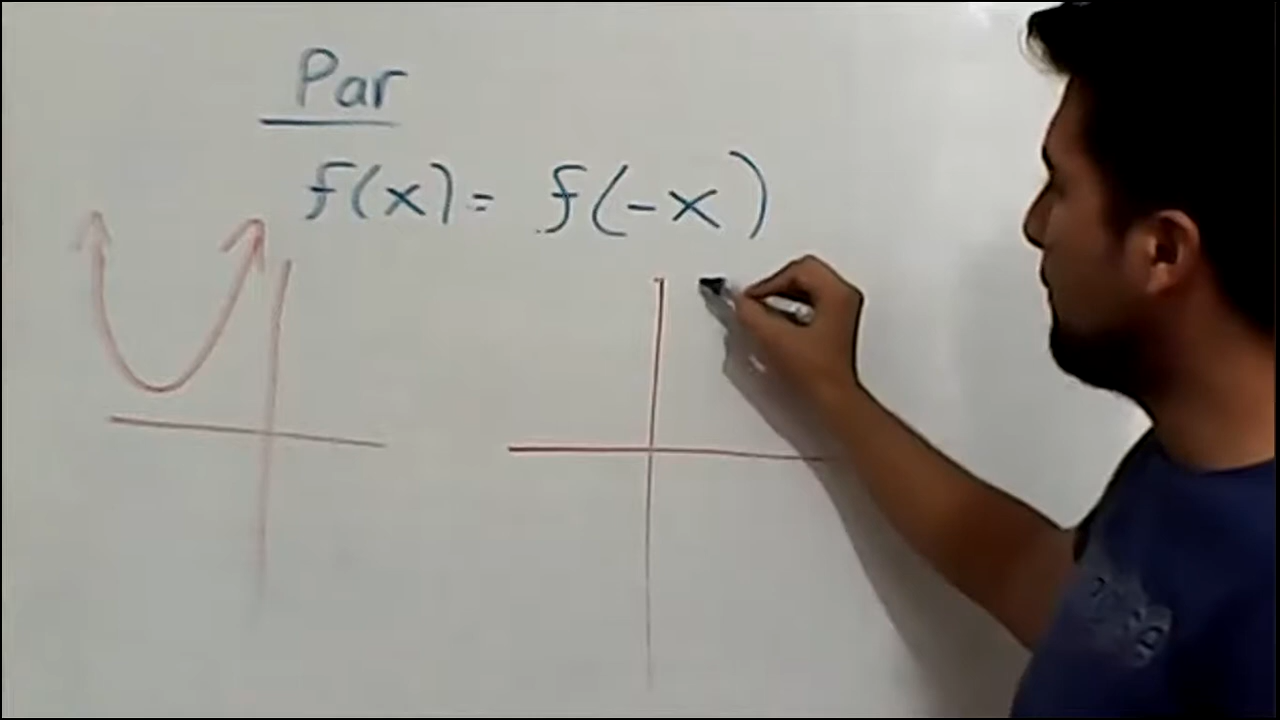 Par
f(x) = f(-x)